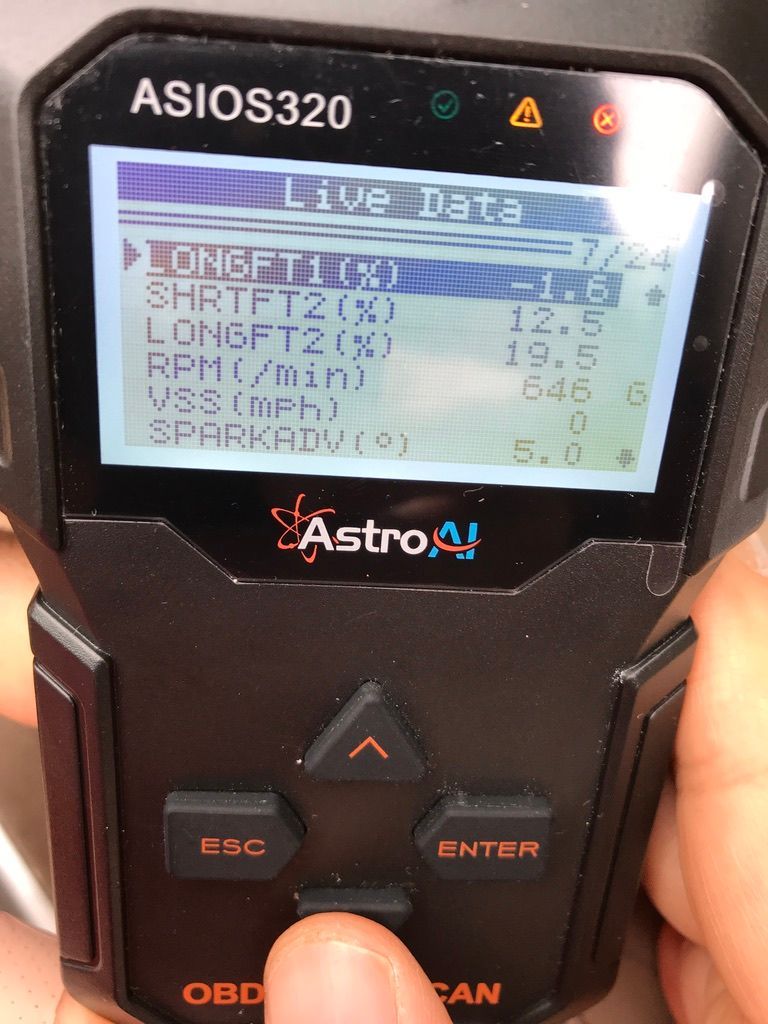 ASIOS320
Live Data
7/24
LONGFT1(%) -1.6
SHRTFT2(%) 12.5
LONGFT2(%) 19.5
RPM(/min) 646 G
VSS(mph) 0
SPARKADV(°) 5.0
AstroAI
ESC
ENTER
OBD CAN